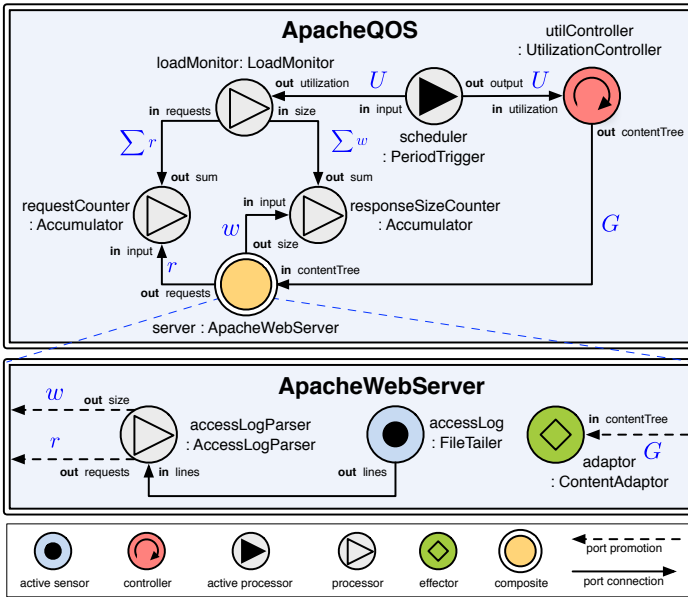 ApacheQOS
loadMonitor: LoadMonitor
utilController
: UtilizationController
out utilization
U
out output
U
in requests
in size
in input
in utilization
scheduler
: PeriodTrigger
out contentTree
∑ r
∑ w
out sum
out sum
requestCounter
: Accumulator
in input
responseSizeCounter
: Accumulator
w
G
in input
out size
r
in contentTree
out requests
server : ApacheWebServer
ApacheWebServer
w
out size
accessLogParser
: AccessLogParser
accessLog
: FileTailer
in contentTree
r
G
out requests
in lines
out lines
adaptor
: ContentAdaptor
port promotion
active sensor
controller
active processor
processor
effector
composite
port connection